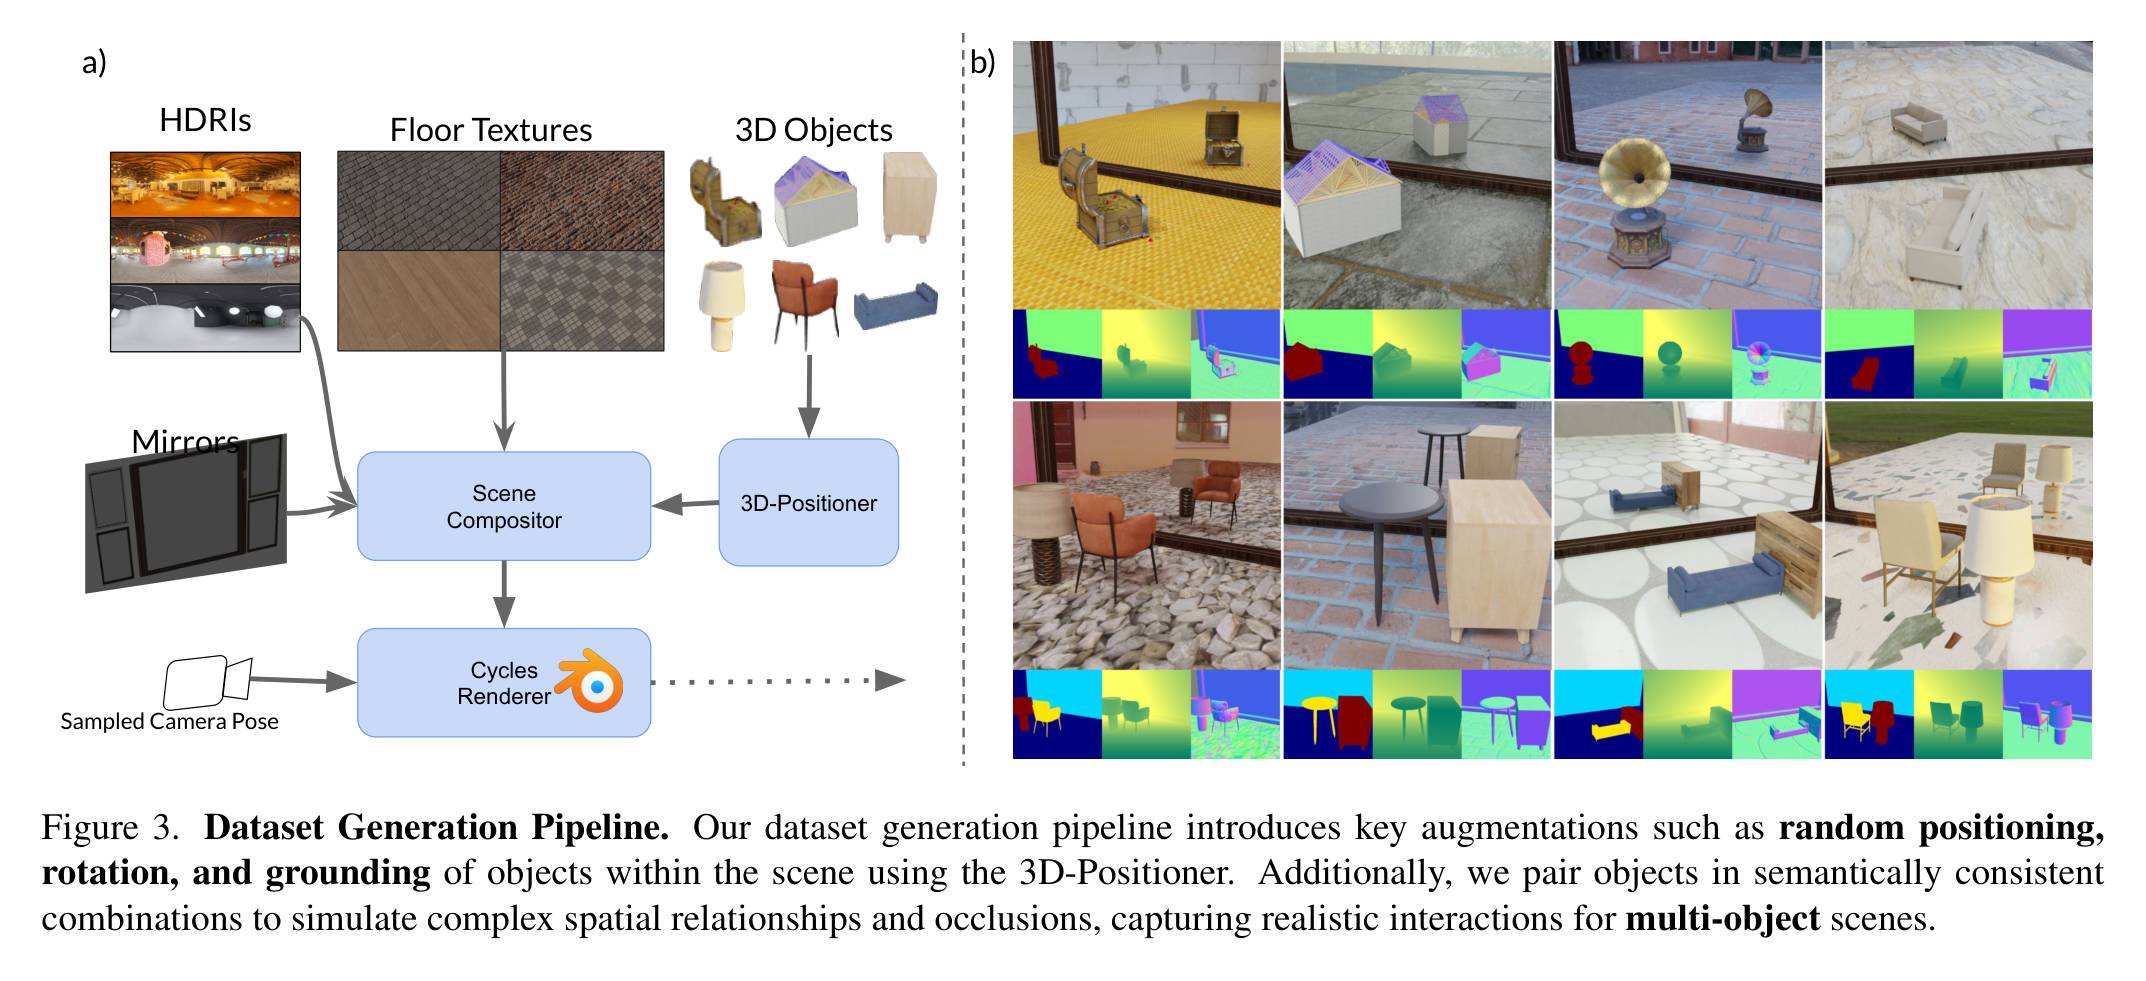 a)
HDRIs
Floor Textures
3D Objects
Mirrors
Scene
Compositor
3D-Positioner
Cycles
Renderer
Sampled Camera Pose
b)
Figure 3. Dataset Generation Pipeline. Our dataset generation pipeline introduces key augmentations such as random positioning,
rotation, and grounding of objects within the scene using the 3D-Positioner. Additionally, we pair objects in semantically consistent
combinations to simulate complex spatial relationships and occlusions, capturing realistic interactions for multi-object scenes.